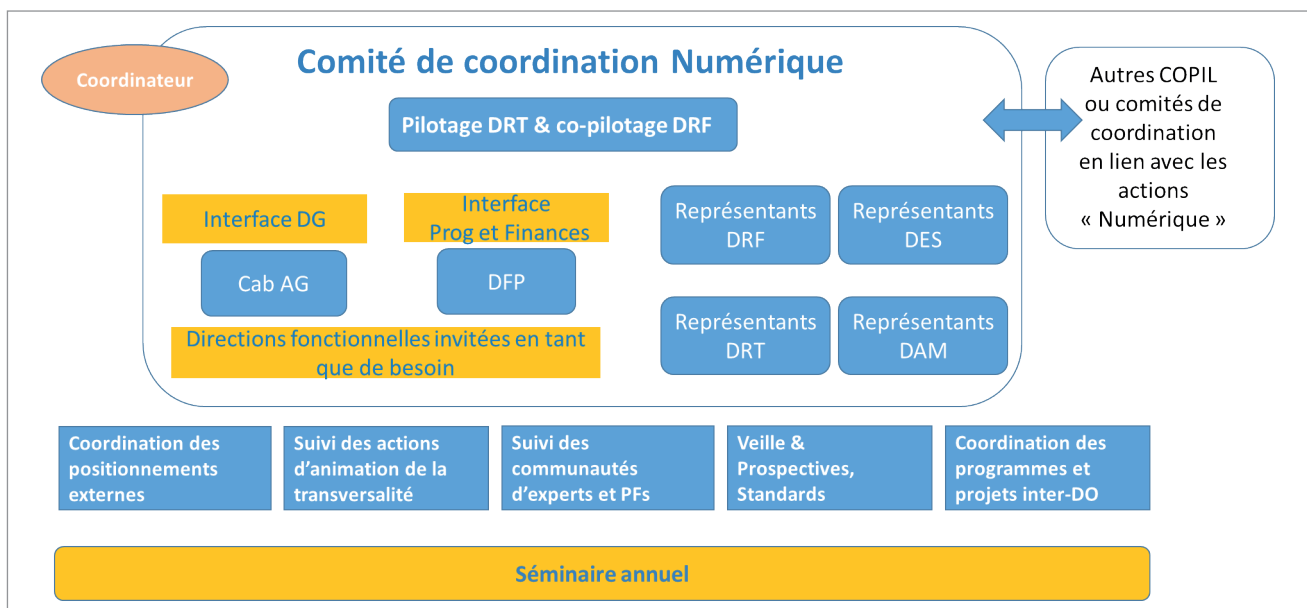 Coordinateur
Comité de coordination Numérique
Pilotage DRT & co-pilotage DRF
Autres COPIL
ou comités de
coordination
en lien avec les
actions
« Numérique »
Interface DG
Interface
Prog et Finances
Cab AG
DFP
Directions fonctionnelles invitées en tant
que de besoin
Représentants
DRF
Représentants
DES
Représentants
DRT
Représentants
DAM
Coordination des
positionnements
externes
Suivi des actions
d’animation de la
transversalité
Suivi des
communautés
d’experts et PFs
Veille &
Prospectives,
Standards
Coordination des
programmes et
projets inter-DO
Séminaire annuel